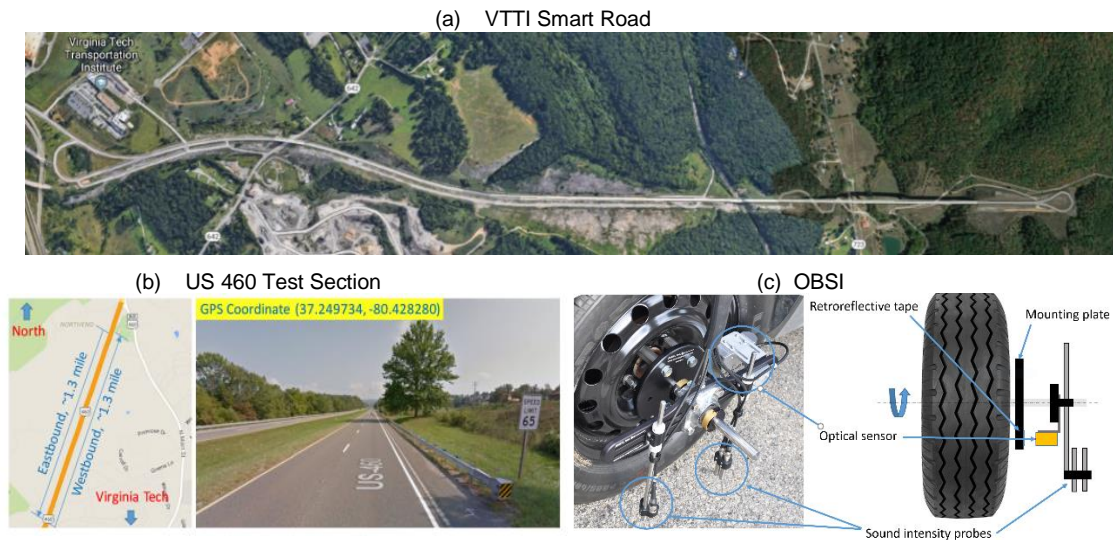 (a) VTTI Smart Road
Virginia Tech
Transportation
Institute
642
642
723
(b) US 460 Test Section
(c) OBSI
North
Eastbound, ~1.3 mile
Westbound, ~1.3 mile
460
460
Virginia Tech
GPS Coordinate (37.249734, -80.428280)
SPEED
LIMIT
65
US-460
Retroreflective tape
Mounting plate
Optical sensor
Sound intensity probes